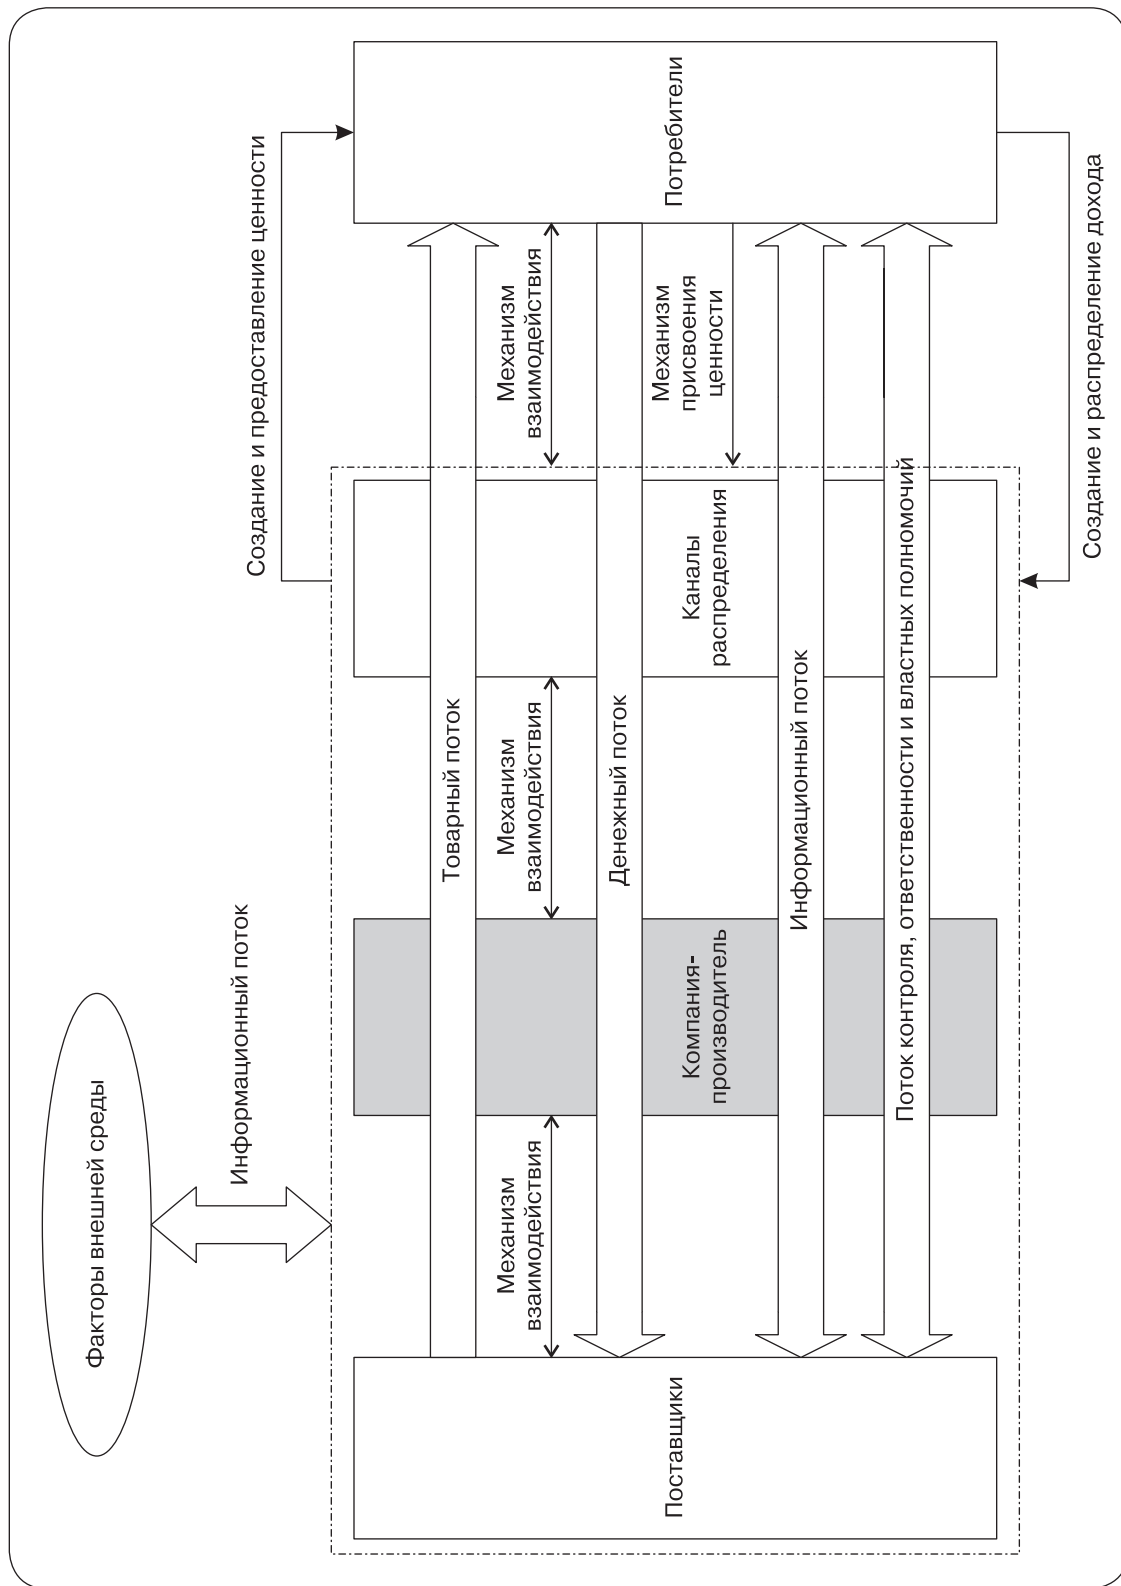 Факторы внешней среды
Информационный поток
Создание и предоставление ценности
Товарный поток
Механизм
взаимодействия
Механизм
взаимодействия
Механизм
взаимодействия
Денежный поток
Поставщики
Компания-
производитель
Каналы
распределения
Механизм
присвоения
ценности
Потребители
Информационный поток
Поток контроля, ответственности и властных полномочий
Создание и распределение дохода